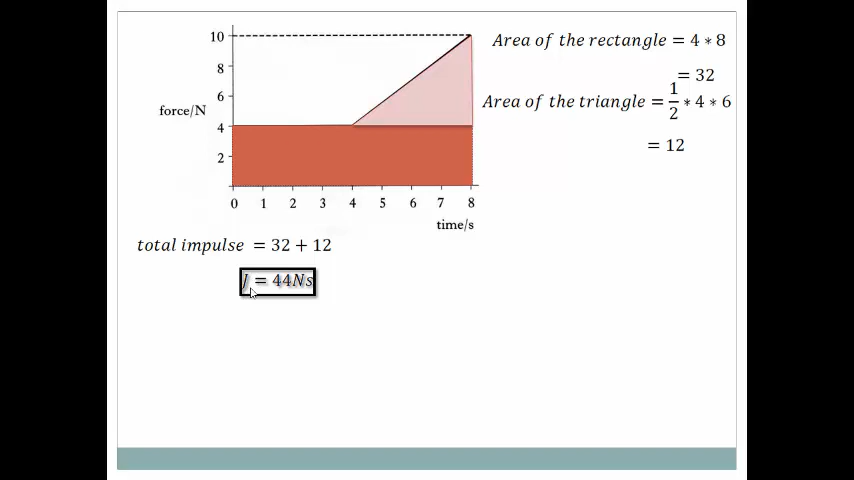 10
8
6
4
2
force/N
0 1 2 3 4 5 6 7 8
time/s
Area of the rectangle = 4 * 8
= 32
Area of the triangle = 1/2 * 4 * 6
= 12
total impulse = 32 + 12
J = 44Ns